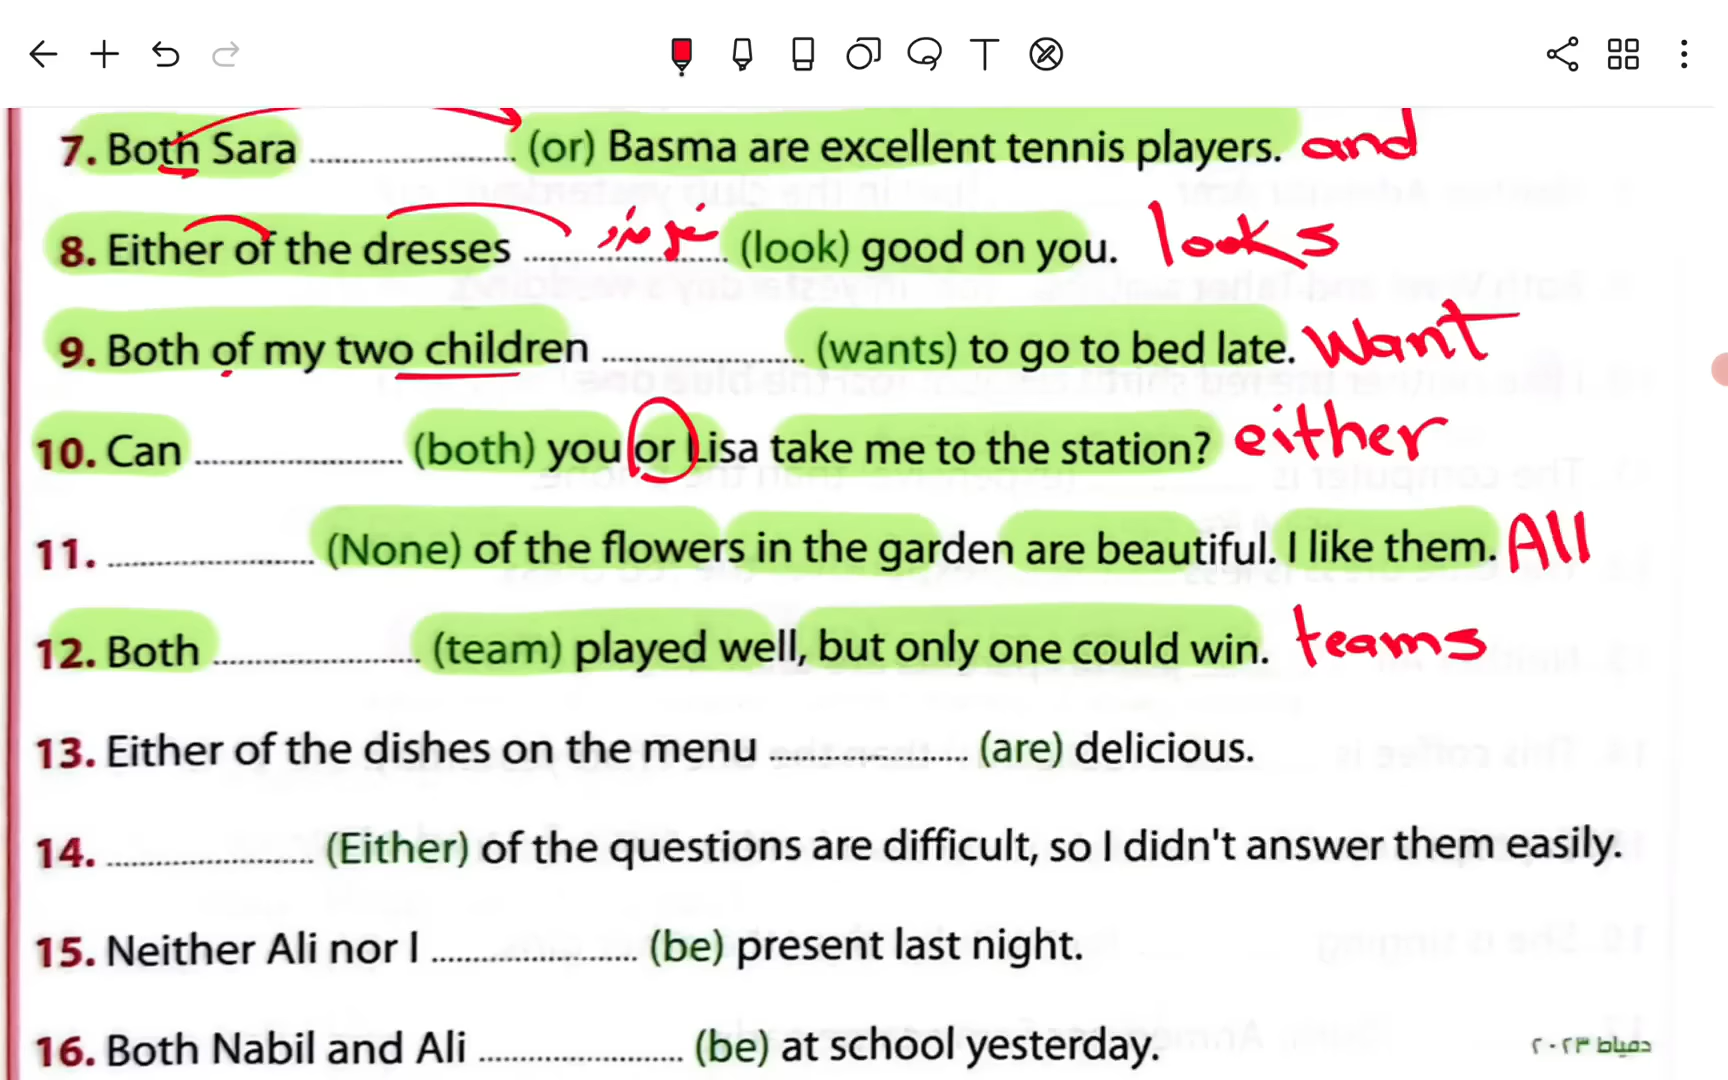 7. Both Sara ........................ (or) Basma are excellent tennis players. and
8. Either of the dresses ........................ (look) good on you. looks
9. Both of my two children ........................ (wants) to go to bed late. want
10. Can ........................ (both) you or Lisa take me to the station? either
11. ........................ (None) of the flowers in the garden are beautiful. I like them. All
12. Both ........................ (team) played well, but only one could win. teams
13. Either of the dishes on the menu ........................ (are) delicious.
14. ........................ (Either) of the questions are difficult, so I didn't answer them easily.
15. Neither Ali nor I ........................ (be) present last night.
16. Both Nabil and Ali ........................ (be) at school yesterday. دمياط ٢٠٢٣